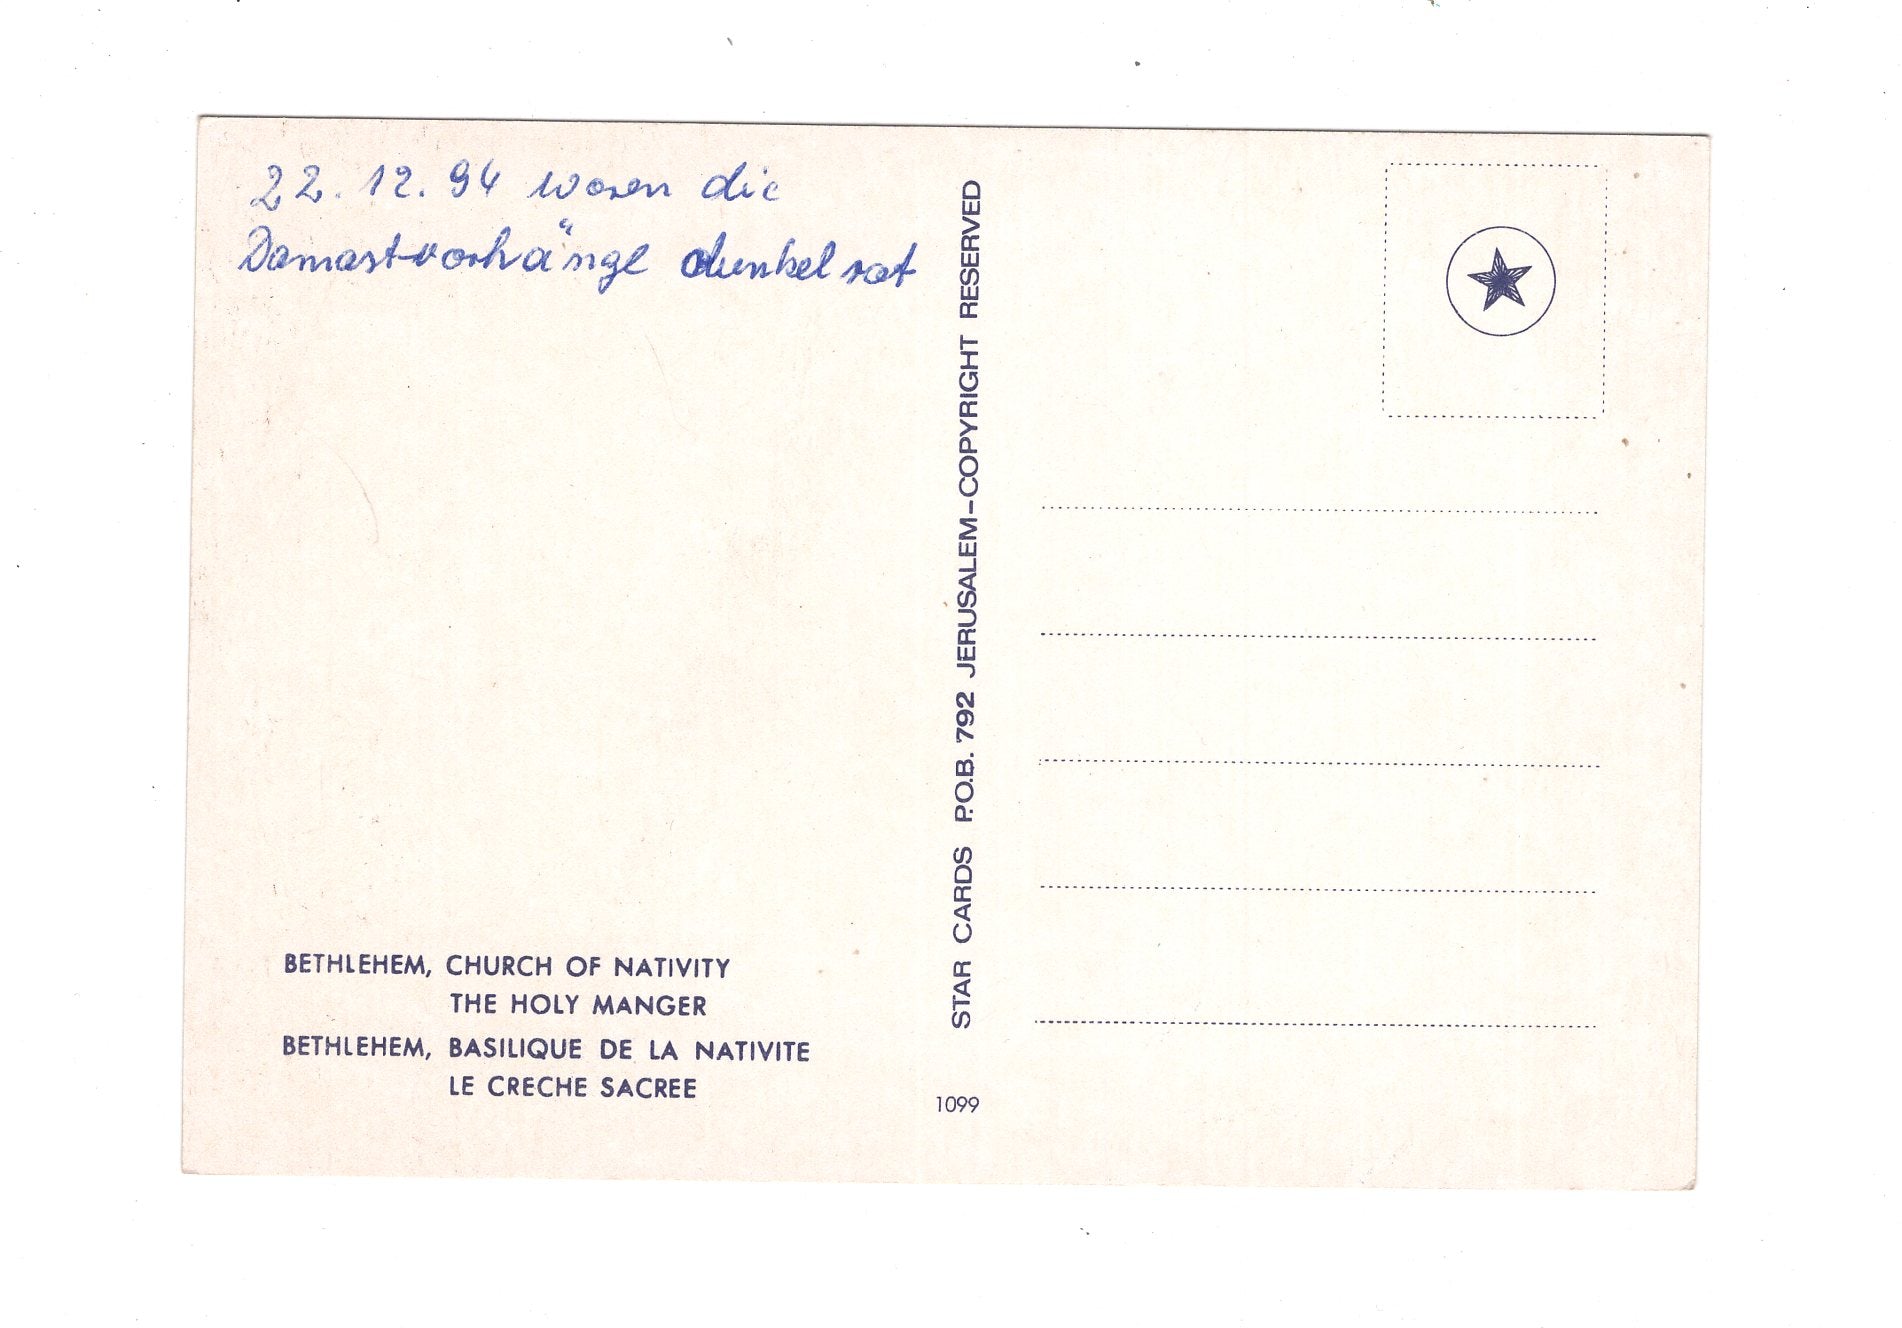 22.12.94 waren die
Damastvorhänge dunkelrot
BETHLEHEM, CHURCH OF NATIVITY
THE HOLY MANGER
BETHLEHEM, BASILIQUE DE LA NATIVITE
LE CRECHE SACREE
STAR CARDS P.O.B. 792 JERUSALEM-COPYRIGHT RESERVED
1099